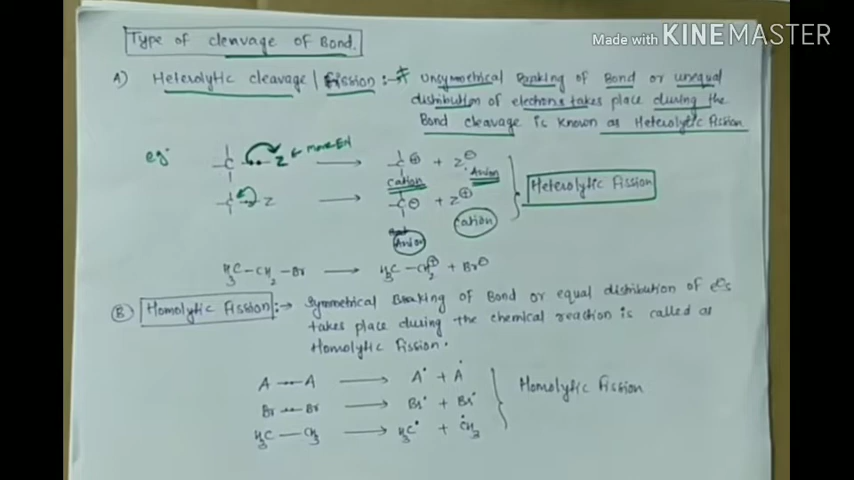 Made with KINEMASTER
Type of clenvage of Bond.
A) Heterolytic cleavage | Fission :- * Unsymmetrical Breaking of Bond or unequal
distribution of electrons takes place during the
Bond cleavage is known as Heterolytic Fission
eg:
-C •• Z ← more EN → -C⊕ + Z⊖
cation Anion
-C •• Z → -C⊖ + Z⊕
Anion Cation
Heterolytic Fission
H₃C-CH₂-Br → H₃C-CH₂⊕ + Br⊖
B Homolytic Fission :→ Symmetrical Breaking of Bond or equal distribution of e⊖s
takes place during the chemical reaction is called as
Homolytic Fission.
A••A → A• + A•
Br••Br → Br• + Br•
H₃C-CH₃ → H₃C• + •CH₃
Homolytic Fission